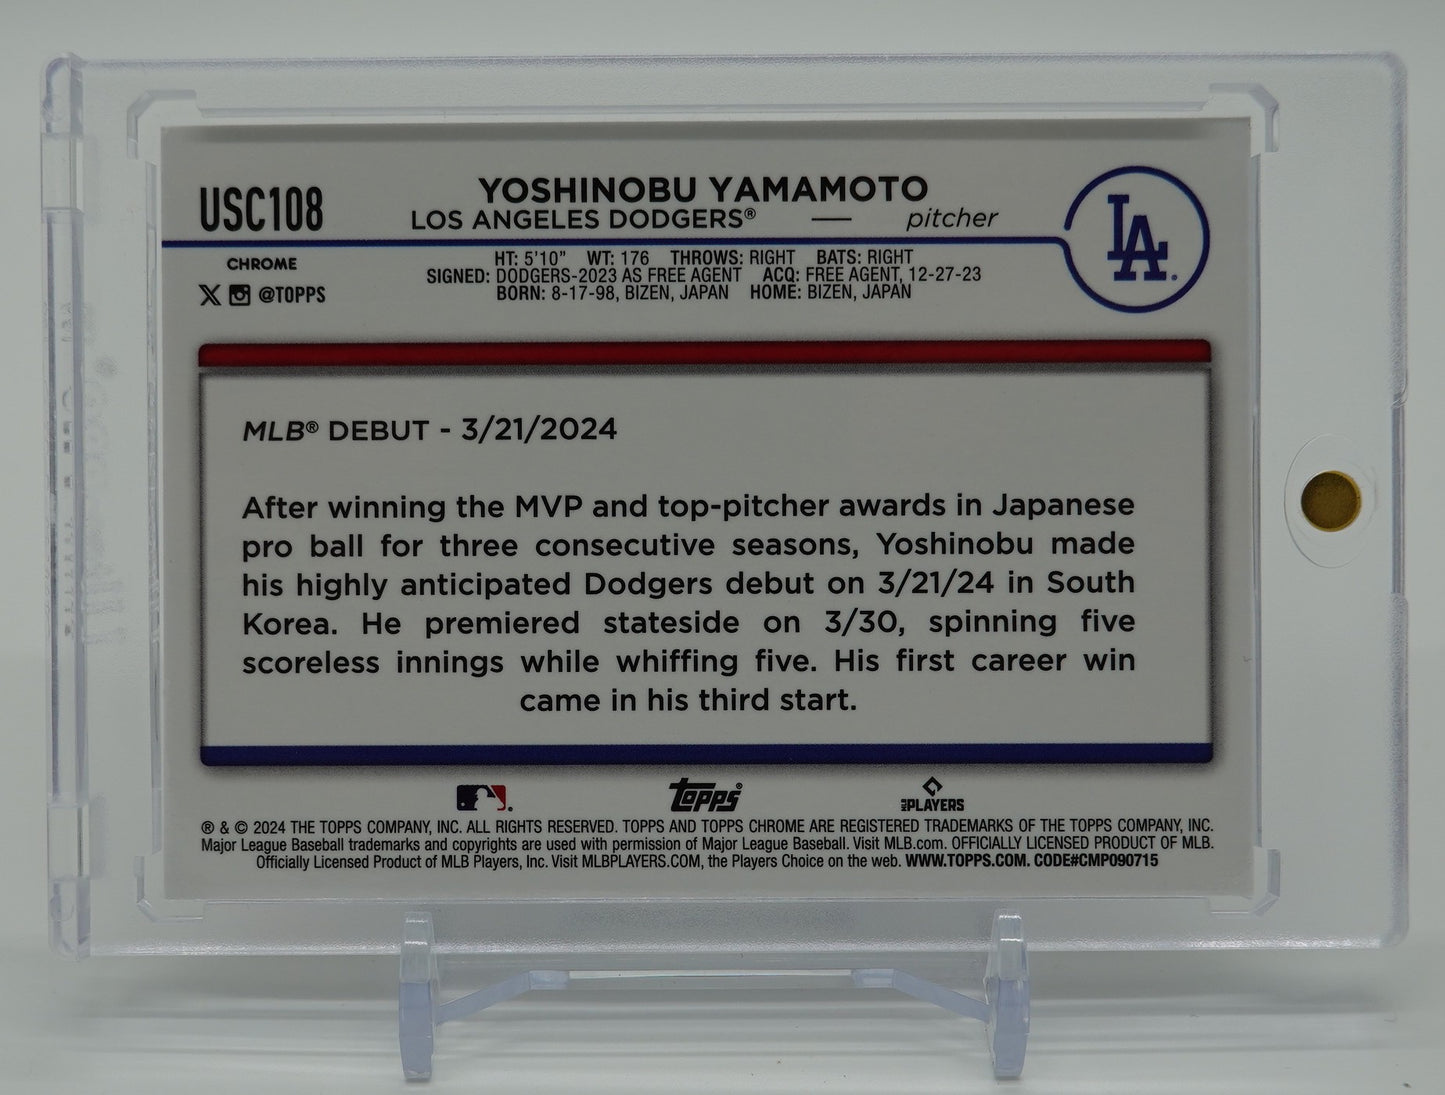 USC108
YOSHINOBU YAMAMOTO
LOS ANGELES DODGERS® — pitcher
LA
CHROME
@TOPPS
HT: 5'10" WT: 176 THROWS: RIGHT BATS: RIGHT
SIGNED: DODGERS-2023 AS FREE AGENT ACQ: FREE AGENT, 12-27-23
BORN: 8-17-98, BIZEN, JAPAN HOME: BIZEN, JAPAN
MLB® DEBUT - 3/21/2024
After winning the MVP and top-pitcher awards in Japanese
pro ball for three consecutive seasons, Yoshinobu made
his highly anticipated Dodgers debut on 3/21/24 in South
Korea. He premiered stateside on 3/30, spinning five
scoreless innings while whiffing five. His first career win
came in his third start.
Topps®
MLB PLAYERS
® & © 2024 THE TOPPS COMPANY, INC. ALL RIGHTS RESERVED. TOPPS AND TOPPS CHROME ARE REGISTERED TRADEMARKS OF THE TOPPS COMPANY, INC.
Major League Baseball trademarks and copyrights are used with permission of Major League Baseball. Visit MLB.com. OFFICIALLY LICENSED PRODUCT OF MLB.
Officially Licensed Product of MLB Players, Inc. Visit MLBPLAYERS.COM, the Players Choice on the web. WWW.TOPPS.COM. CODE#CMP090715